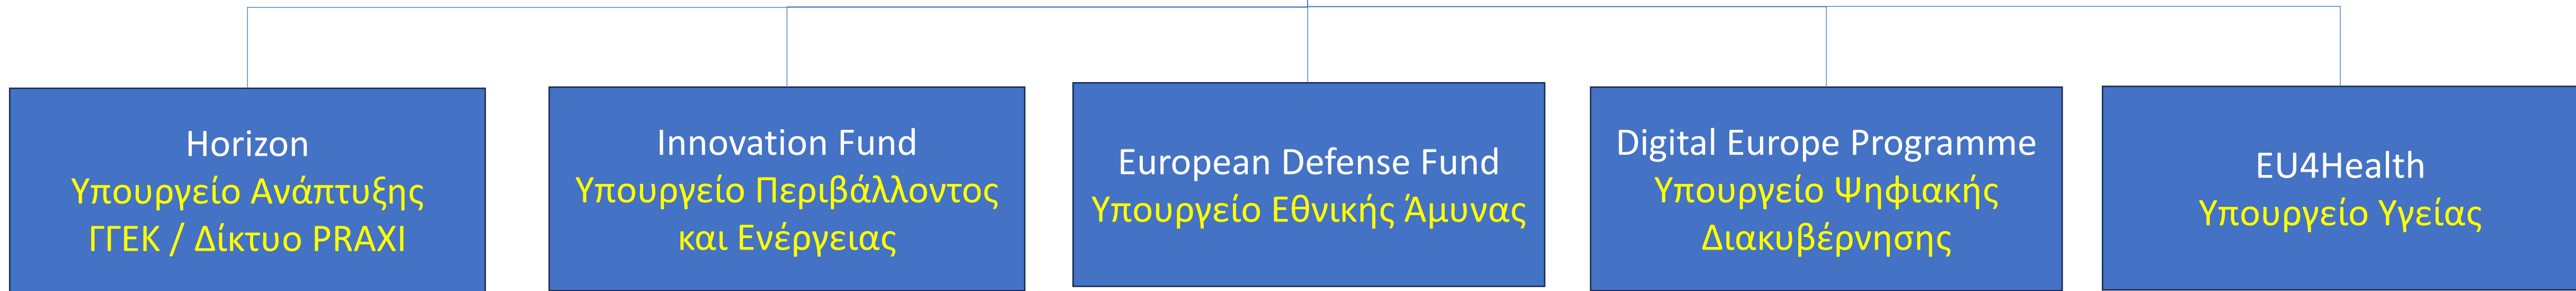 Horizon
Υπουργείο Ανάπτυξης
ΓΓΕΚ / Δίκτυο PRAXI
Innovation Fund
Υπουργείο Περιβάλλοντος
και Ενέργειας
European Defense Fund
Υπουργείο Εθνικής Άμυνας
Digital Europe Programme
Υπουργείο Ψηφιακής
Διακυβέρνησης
EU4Health
Υπουργείο Υγείας